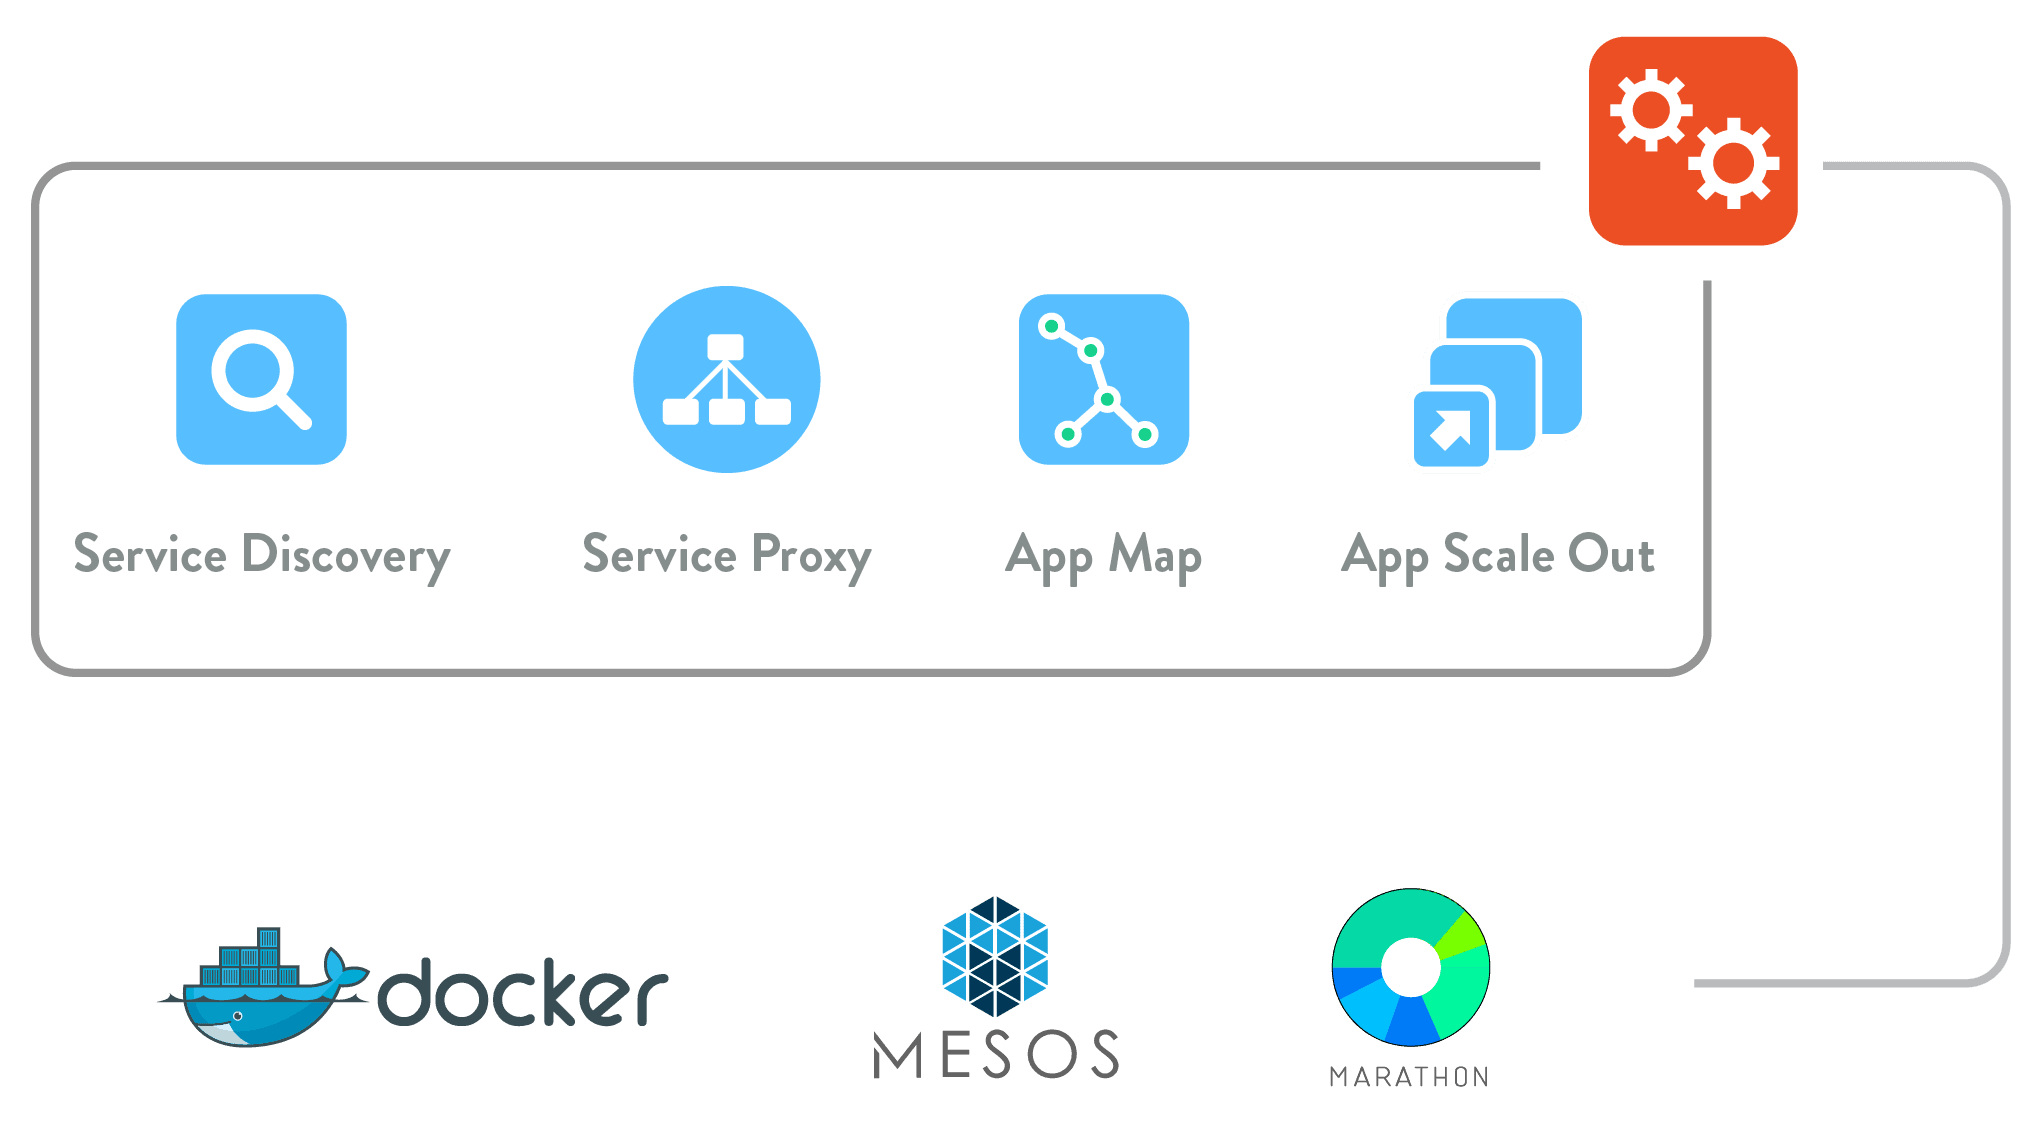 Service Discovery
Service Proxy
App Map
App Scale Out
docker
MESOS
MARATHON